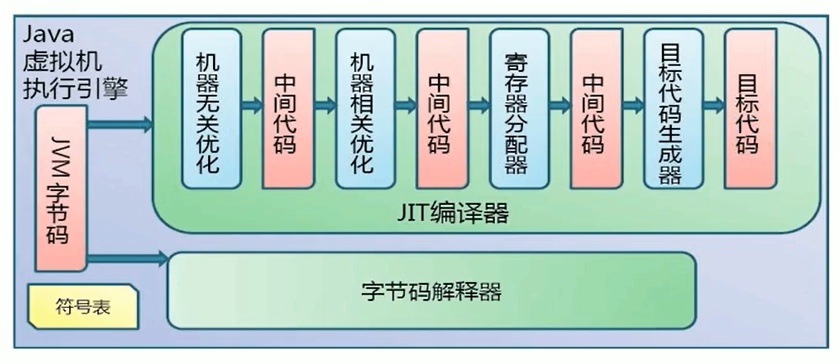 Java
虚拟机
执行引擎
JVM字节码
符号表
机器无关优化
中间代码
机器相关优化
中间代码
寄存器分配器
中间代码
目标代码生成器
目标代码
JIT编译器
字节码解释器